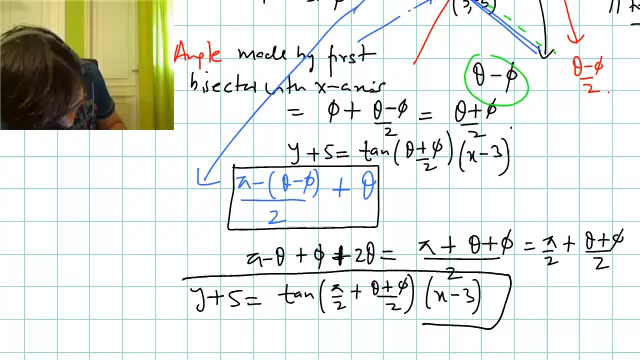 (3,-5)
Angle made by first
bisector with x-axis
θ-φ
θ-φ/2
= φ + θ-φ/2 = θ+φ/2.
y+5 = tan(θ+φ/2)(x-3)
π-(θ-φ)/2 + θ
π-θ+φ+2θ/2 = π+θ+φ/2 = π/2 + θ+φ/2
y+5 = tan(π/2 + θ+φ/2)(x-3)